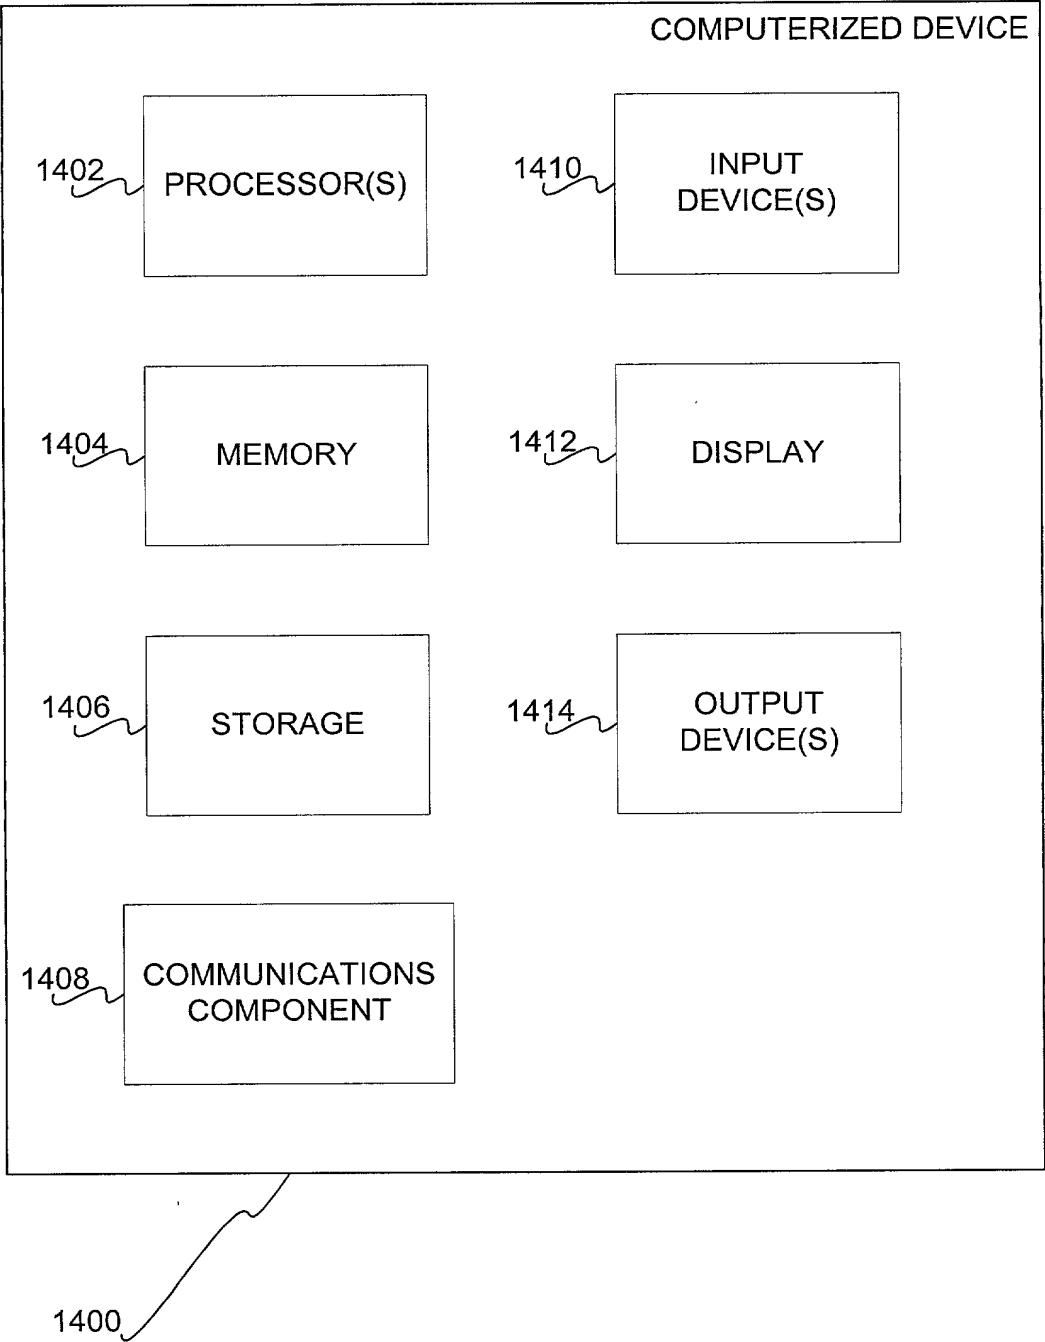 COMPUTERIZED DEVICE
1402
PROCESSOR(S)
1410
INPUT
DEVICE(S)
1404
MEMORY
1412
DISPLAY
1406
STORAGE
1414
OUTPUT
DEVICE(S)
1408
COMMUNICATIONS
COMPONENT
1400